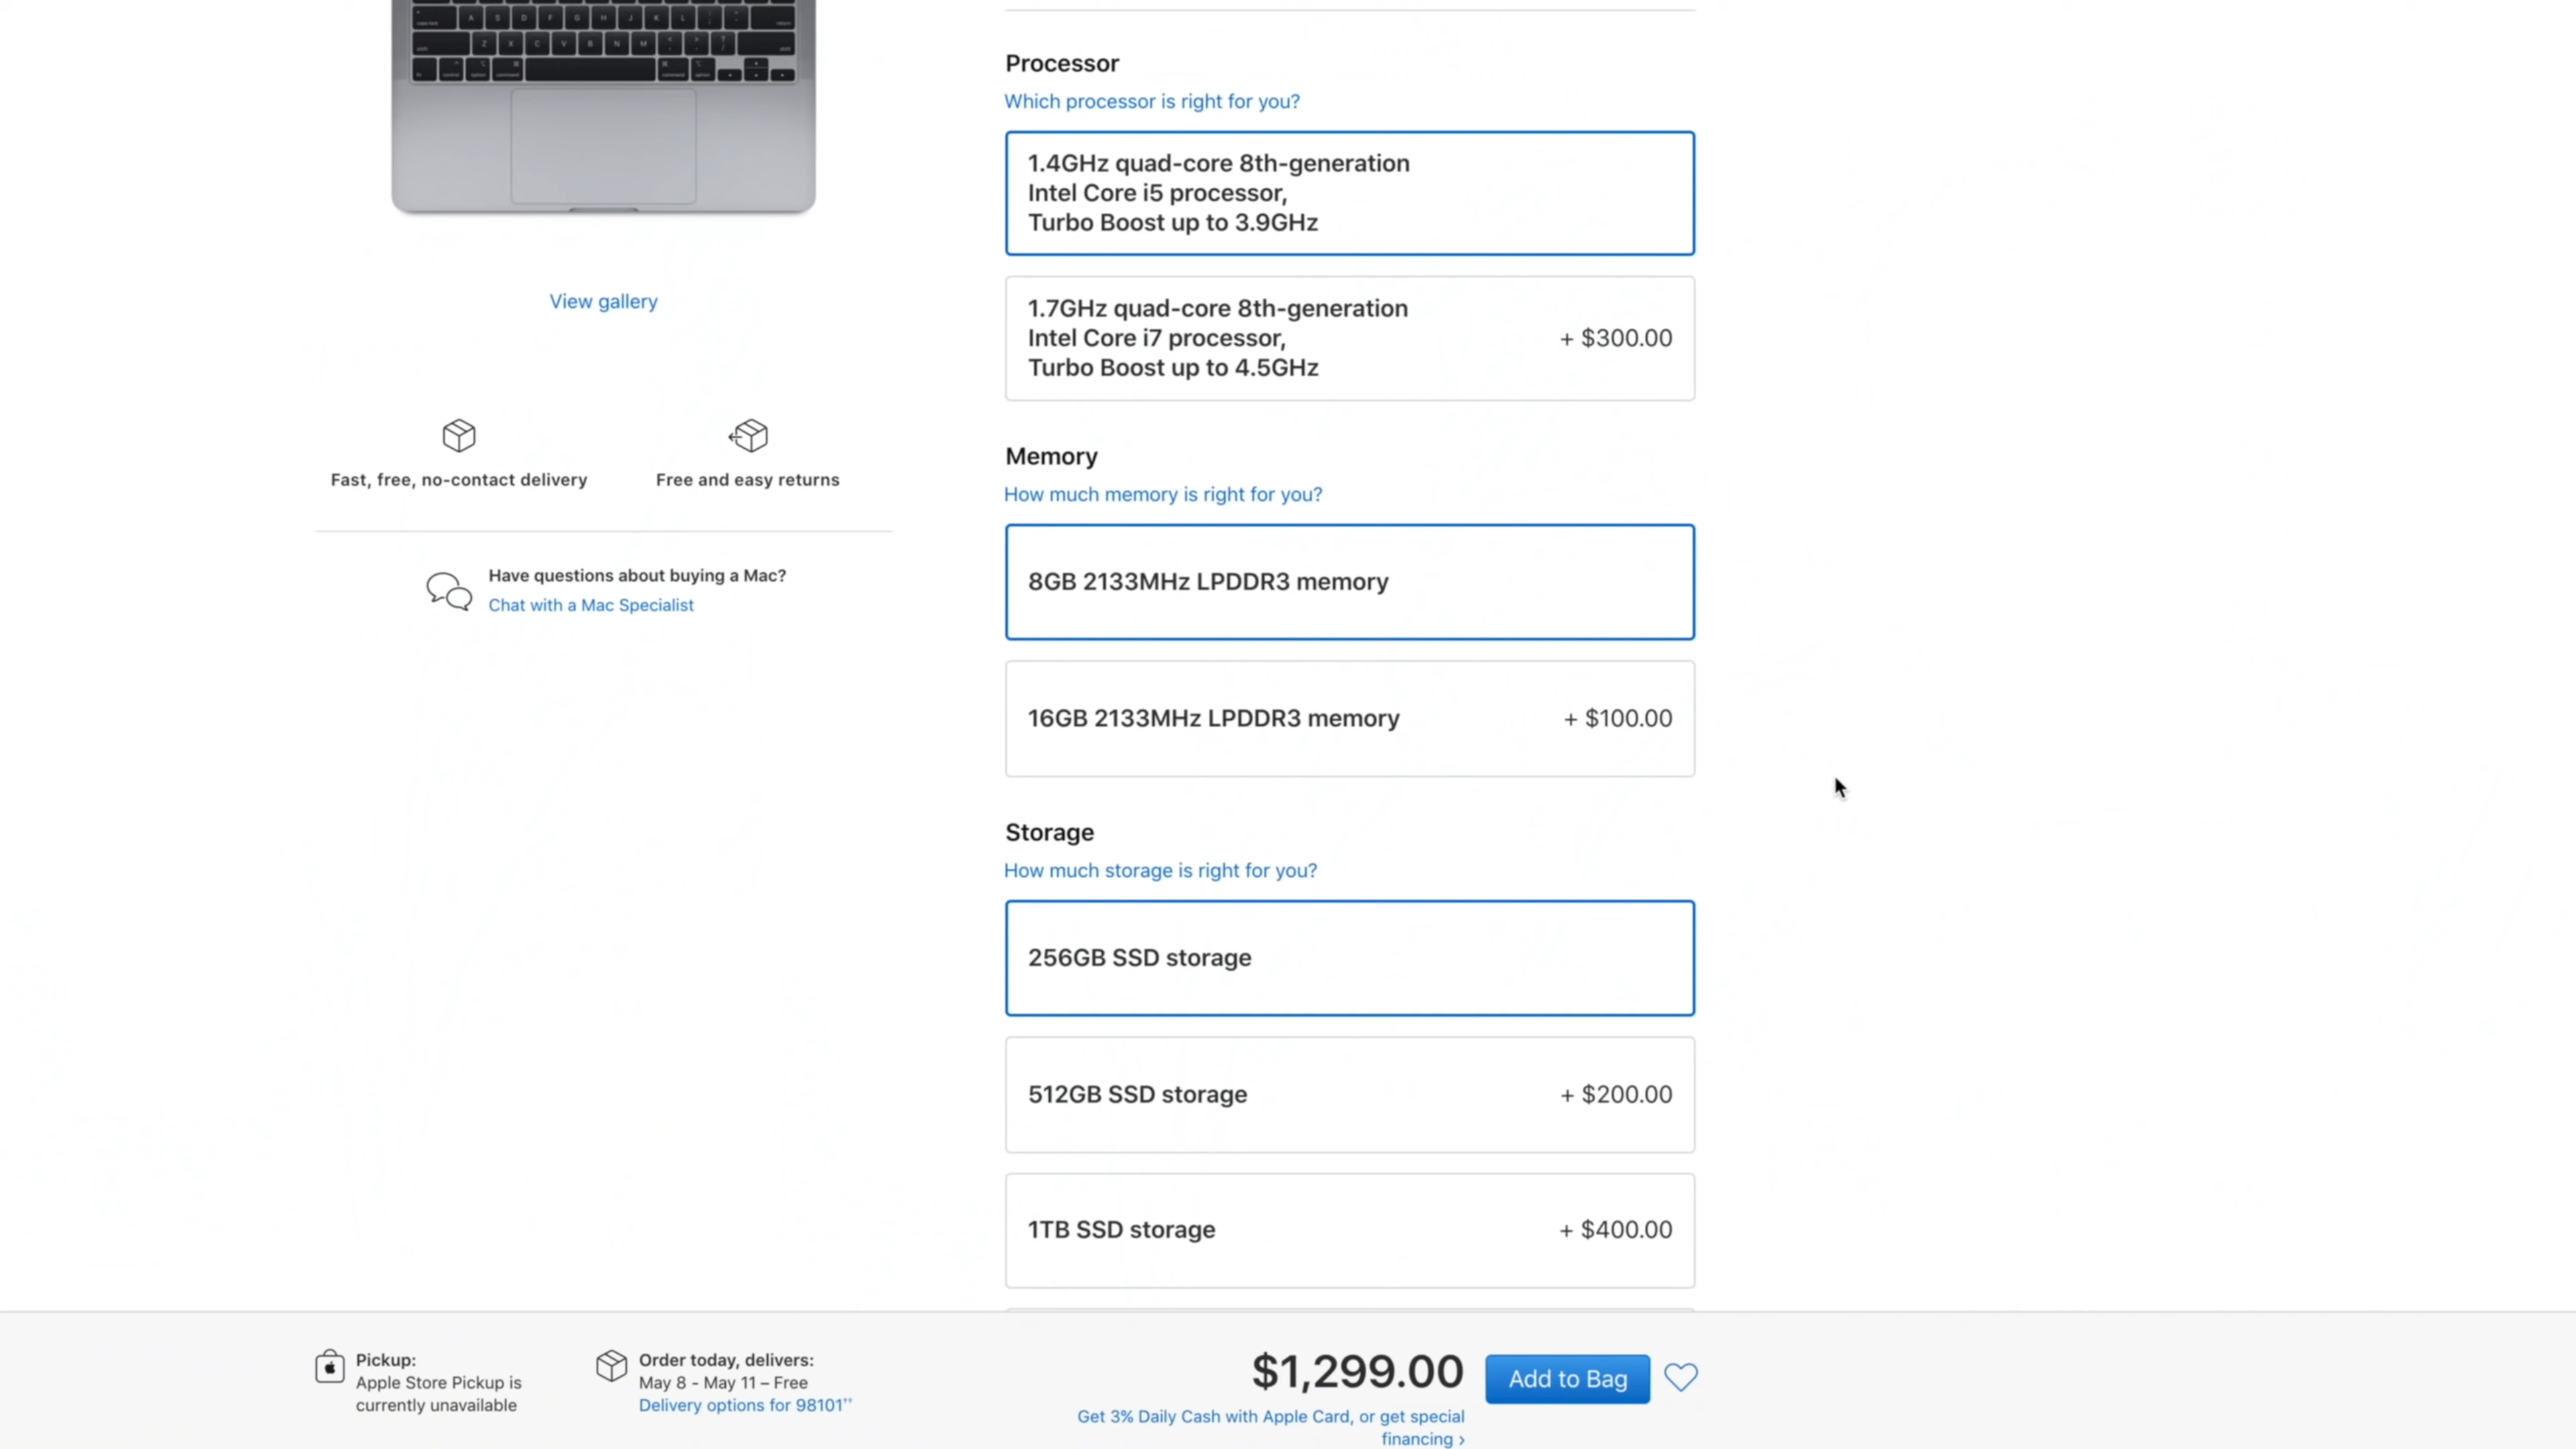 A S D F G H J K L
Z X C V B N M
Processor
Which processor is right for you?
1.4GHz quad-core 8th-generation
Intel Core i5 processor,
Turbo Boost up to 3.9GHz
1.7GHz quad-core 8th-generation
Intel Core i7 processor,
Turbo Boost up to 4.5GHz
+ $300.00
View gallery
Fast, free, no-contact delivery
Free and easy returns
Have questions about buying a Mac?
Chat with a Mac Specialist
Memory
How much memory is right for you?
8GB 2133MHz LPDDR3 memory
16GB 2133MHz LPDDR3 memory
+ $100.00
Storage
How much storage is right for you?
256GB SSD storage
512GB SSD storage
+ $200.00
1TB SSD storage
+ $400.00
Pickup:
Apple Store Pickup is
currently unavailable
Order today, delivers:
May 8 - May 11 – Free
Delivery options for 98101⁺⁺
$1,299.00
Add to Bag
Get 3% Daily Cash with Apple Card, or get special
financing ›